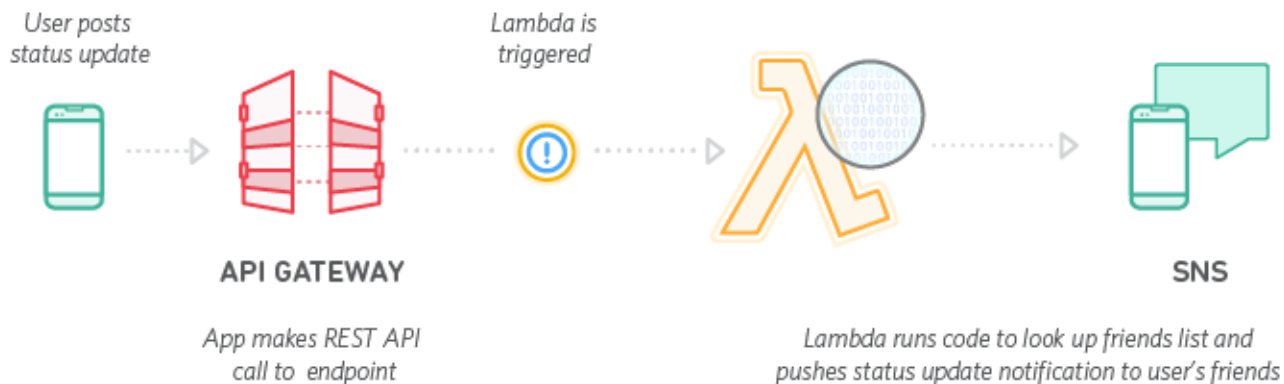 User posts
status update
Lambda is
triggered
API GATEWAY
SNS
App makes REST API
call to endpoint
Lambda runs code to look up friends list and
pushes status update notification to user's friends